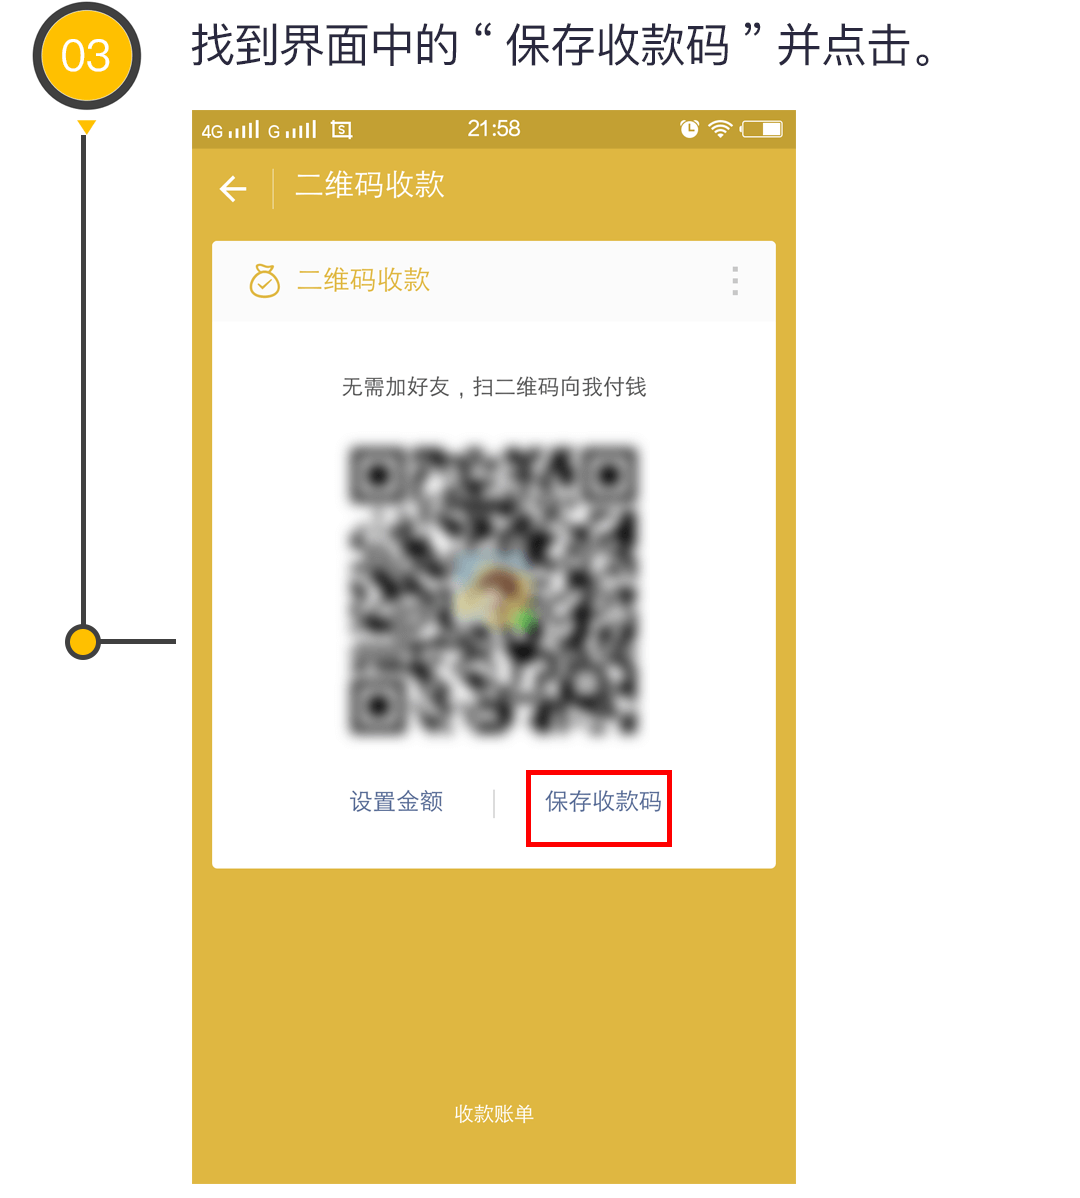 03
找到界面中的“保存收款码”并点击。
4G G 21:58
二维码收款
二维码收款
无需加好友，扫二维码向我付钱
设置金额 保存收款码
收款账单